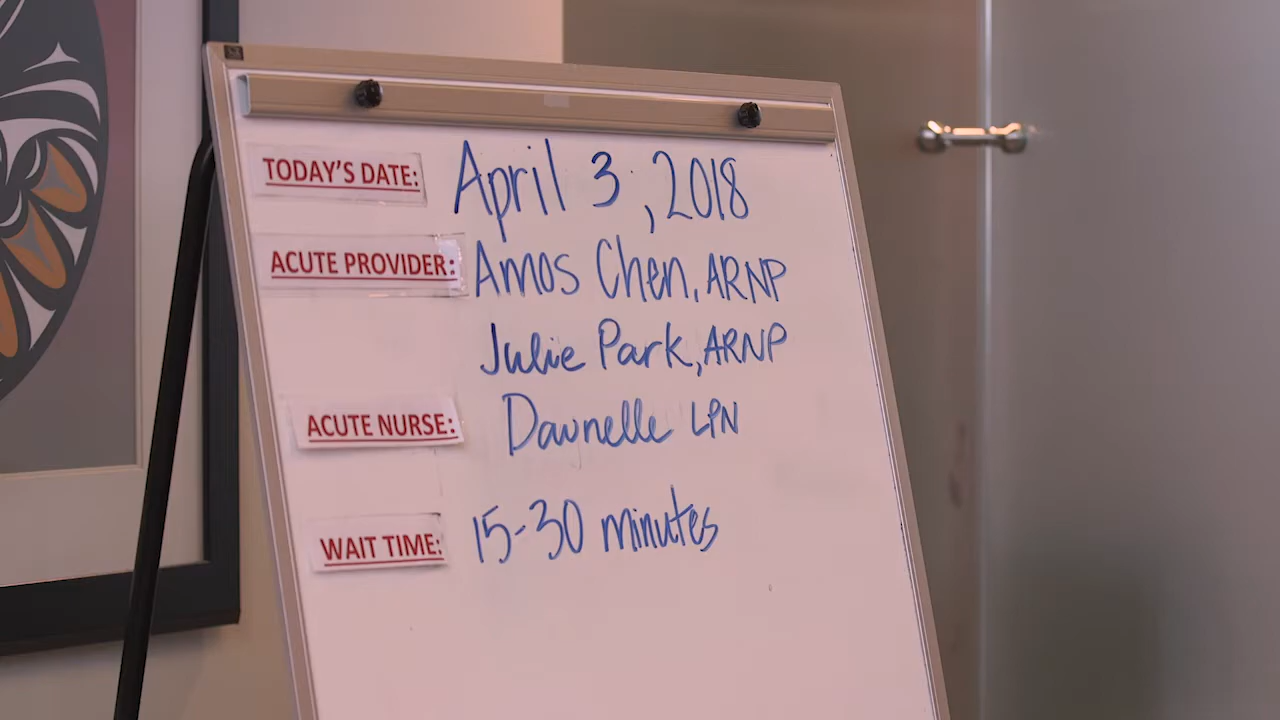 TODAY'S DATE: April 3, 2018
ACUTE PROVIDER: Amos Chen, ARNP
Julie Park, ARNP
ACUTE NURSE: Dawnelle LPN
WAIT TIME: 15-30 minutes